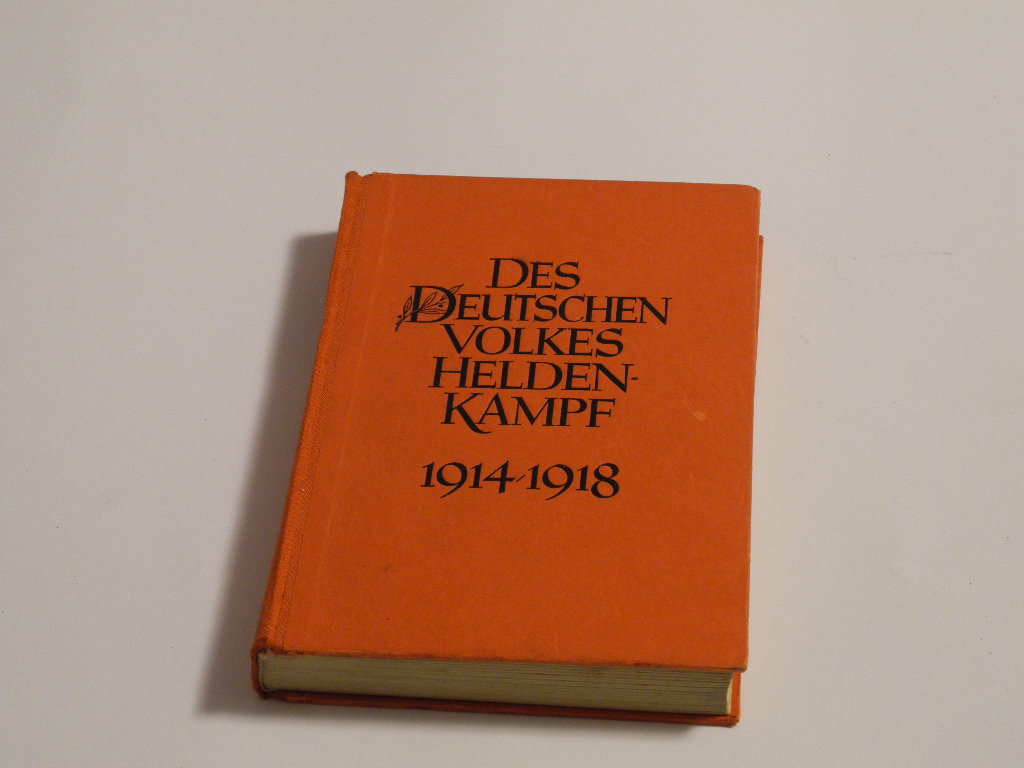 DES
DEUTSCHEN
VOLKES
HELDEN-
KAMPF
1914-1918